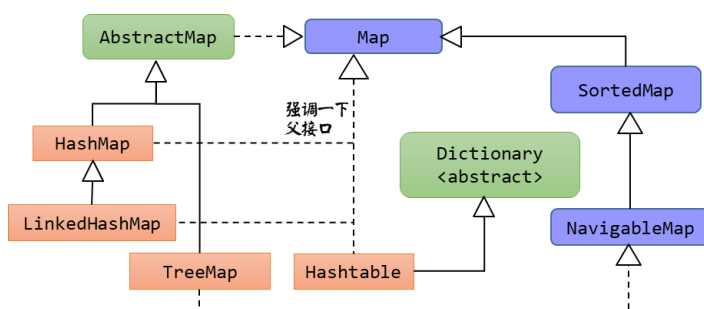 AbstractMap
Map
SortedMap
强调一下
父接口
HashMap
Dictionary
<abstract>
LinkedHashMap
NavigableMap
TreeMap
Hashtable